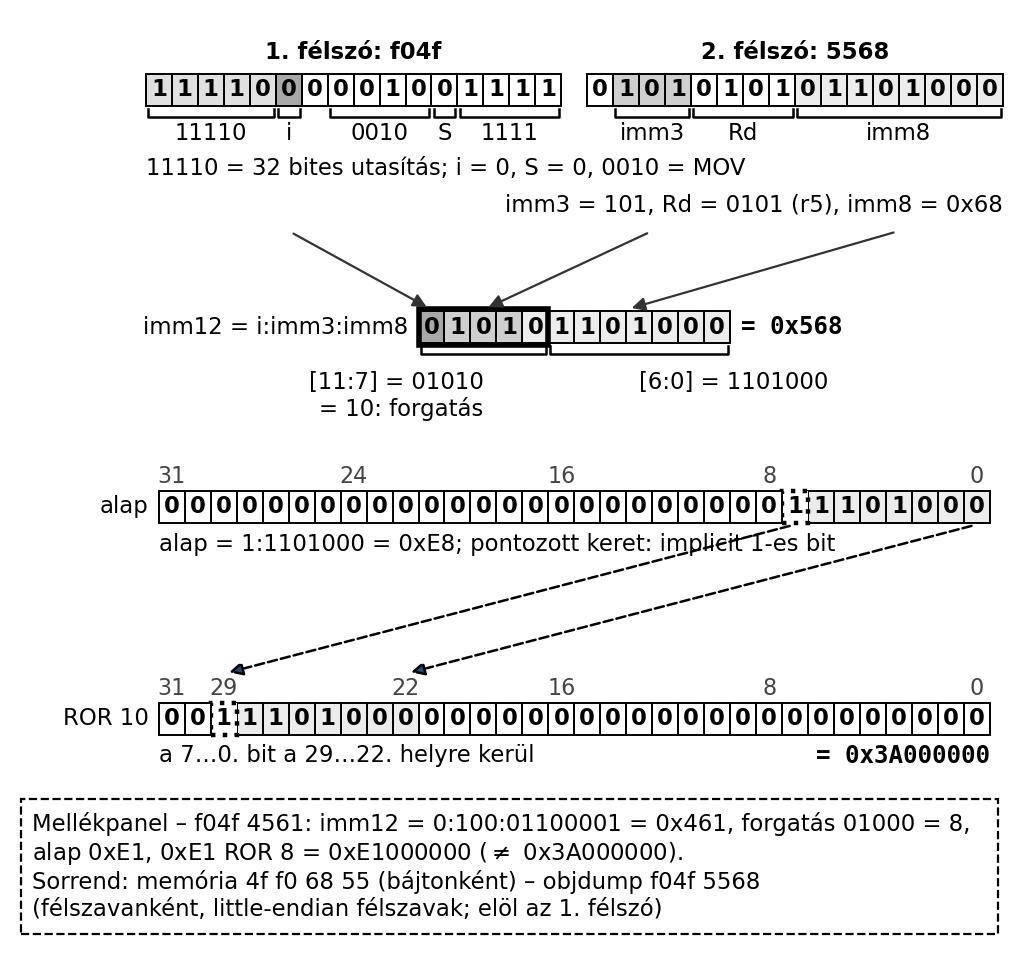 1. félszó: f04f 2. félszó: 5568
1 1 1 1 0 0 0 0 0 1 0 0 1 1 1 1 0 1 0 1 0 1 0 1 0 1 1 0 1 0 0 0
11110 i 0010 S 1111 imm3 Rd imm8
11110 = 32 bites utasítás; i = 0, S = 0, 0010 = MOV
imm3 = 101, Rd = 0101 (r5), imm8 = 0x68
imm12 = i:imm3:imm8 0 1 0 1 0 1 1 0 1 0 0 0 = 0x568
[11:7] = 01010 [6:0] = 1101000
= 10: forgatás
31 24 16 8 0
alap 0 0 0 0 0 0 0 0 0 0 0 0 0 0 0 0 0 0 0 0 0 0 0 0 1 1 1 0 1 0 0 0
alap = 1:1101000 = 0xE8; pontozott keret: implicit 1-es bit
31 29 22 16 8 0
ROR 10 0 0 1 1 1 0 1 0 0 0 0 0 0 0 0 0 0 0 0 0 0 0 0 0 0 0 0 0 0 0 0 0
a 7…0. bit a 29…22. helyre kerül = 0x3A000000
Mellékpanel – f04f 4561: imm12 = 0:100:01100001 = 0x461, forgatás 01000 = 8,
alap 0xE1, 0xE1 ROR 8 = 0xE1000000 (≠ 0x3A000000).
Sorrend: memória 4f f0 68 55 (bájtonként) – objdump f04f 5568
(félszavanként, little-endian félszavak; elöl az 1. félszó)